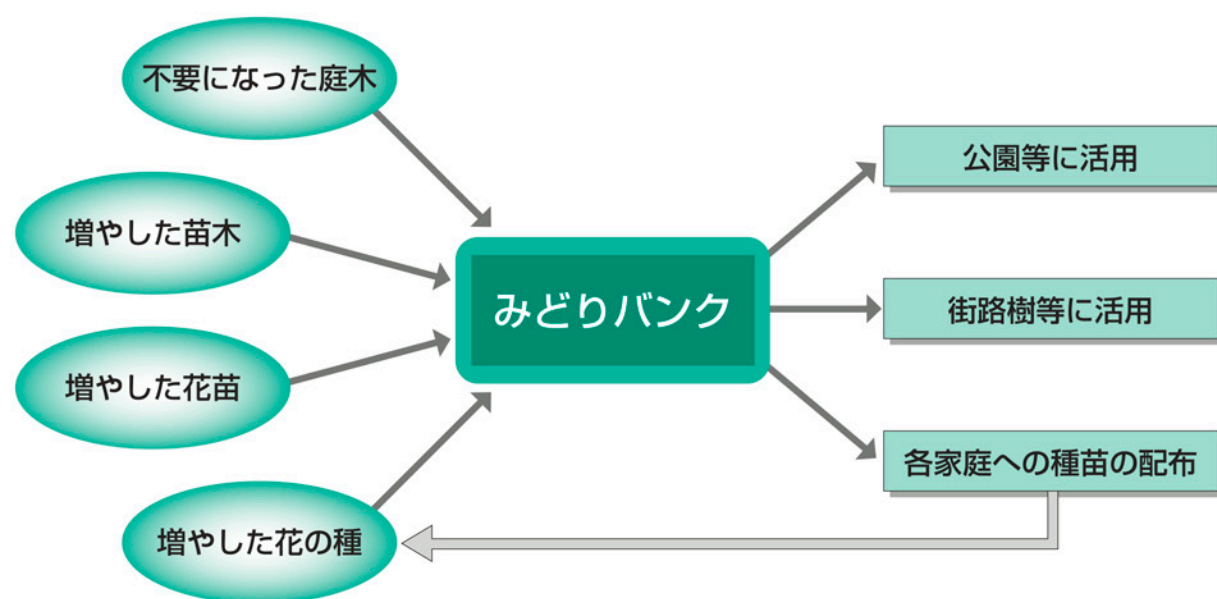 不要になった庭木
増やした苗木
増やした花苗
増やした花の種
みどりバンク
公園等に活用
街路樹等に活用
各家庭への種苗の配布